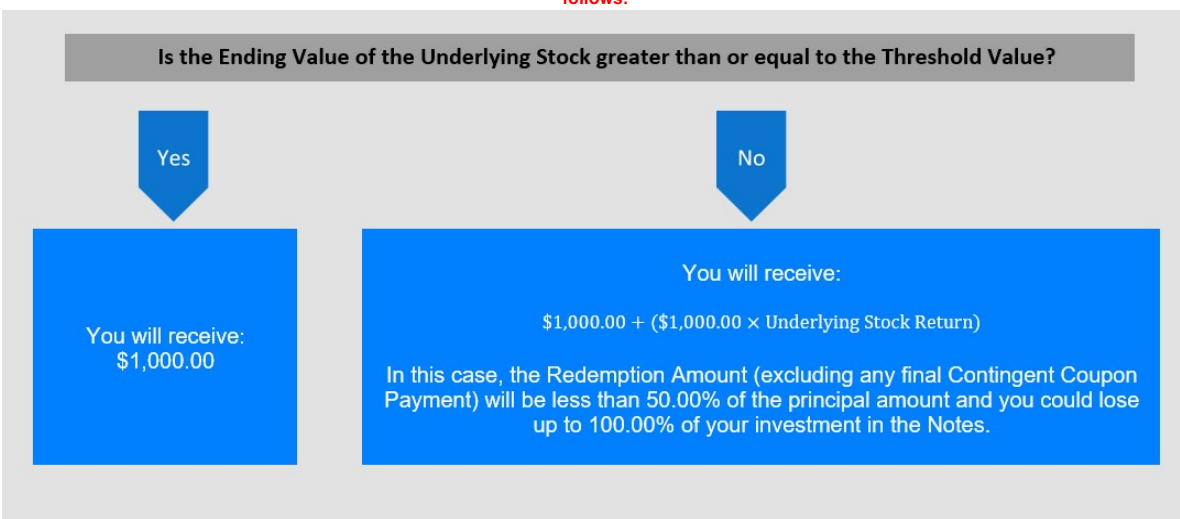 follows:
Is the Ending Value of the Underlying Stock greater than or equal to the Threshold Value?
Yes
No
You will receive:
$1,000.00
You will receive:
$1,000.00 + ($1,000.00 × Underlying Stock Return)
In this case, the Redemption Amount (excluding any final Contingent Coupon
Payment) will be less than 50.00% of the principal amount and you could lose
up to 100.00% of your investment in the Notes.